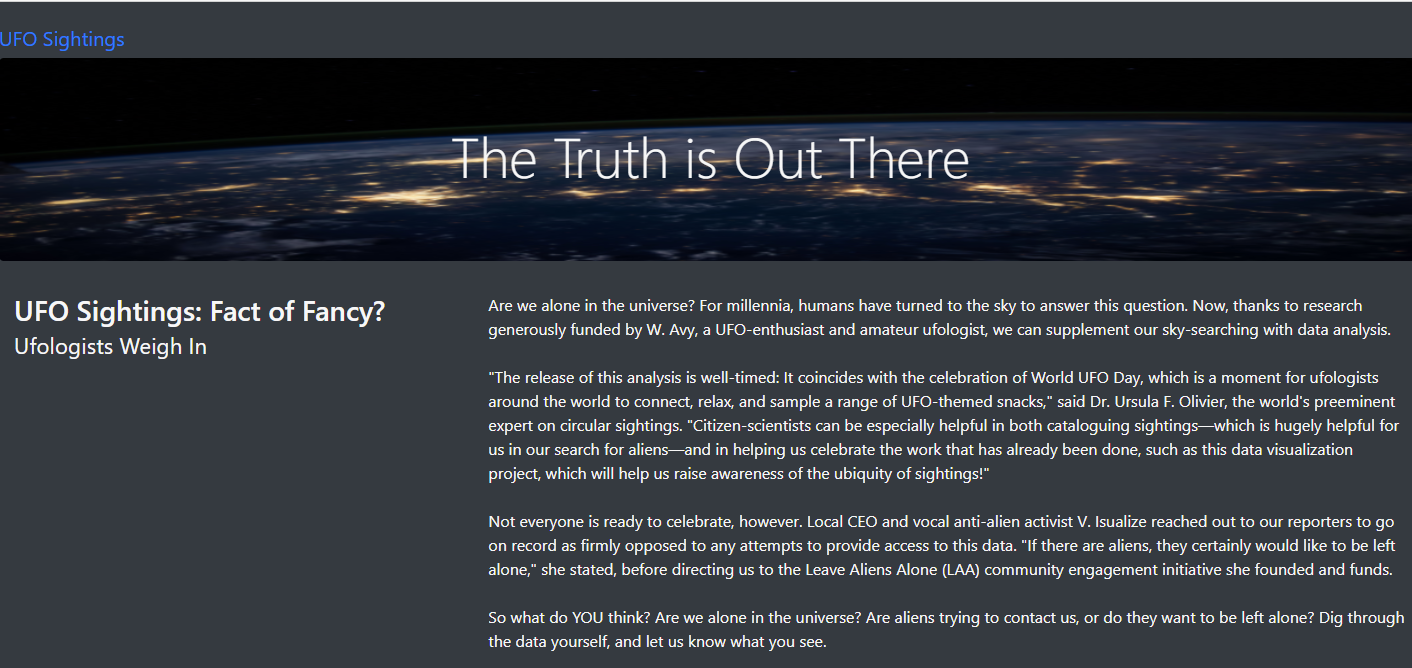 UFO Sightings
The Truth is Out There
UFO Sightings: Fact of Fancy?
Ufologists Weigh In
Are we alone in the universe? For millennia, humans have turned to the sky to answer this question. Now, thanks to research
generously funded by W. Avy, a UFO-enthusiast and amateur ufologist, we can supplement our sky-searching with data analysis.
"The release of this analysis is well-timed: It coincides with the celebration of World UFO Day, which is a moment for ufologists
around the world to connect, relax, and sample a range of UFO-themed snacks," said Dr. Ursula F. Olivier, the world's preeminent
expert on circular sightings. "Citizen-scientists can be especially helpful in both cataloguing sightings—which is hugely helpful for
us in our search for aliens—and in helping us celebrate the work that has already been done, such as this data visualization
project, which will help us raise awareness of the ubiquity of sightings!"
Not everyone is ready to celebrate, however. Local CEO and vocal anti-alien activist V. Isualize reached out to our reporters to go
on record as firmly opposed to any attempts to provide access to this data. "If there are aliens, they certainly would like to be left
alone," she stated, before directing us to the Leave Aliens Alone (LAA) community engagement initiative she founded and funds.
So what do YOU think? Are we alone in the universe? Are aliens trying to contact us, or do they want to be left alone? Dig through
the data yourself, and let us know what you see.